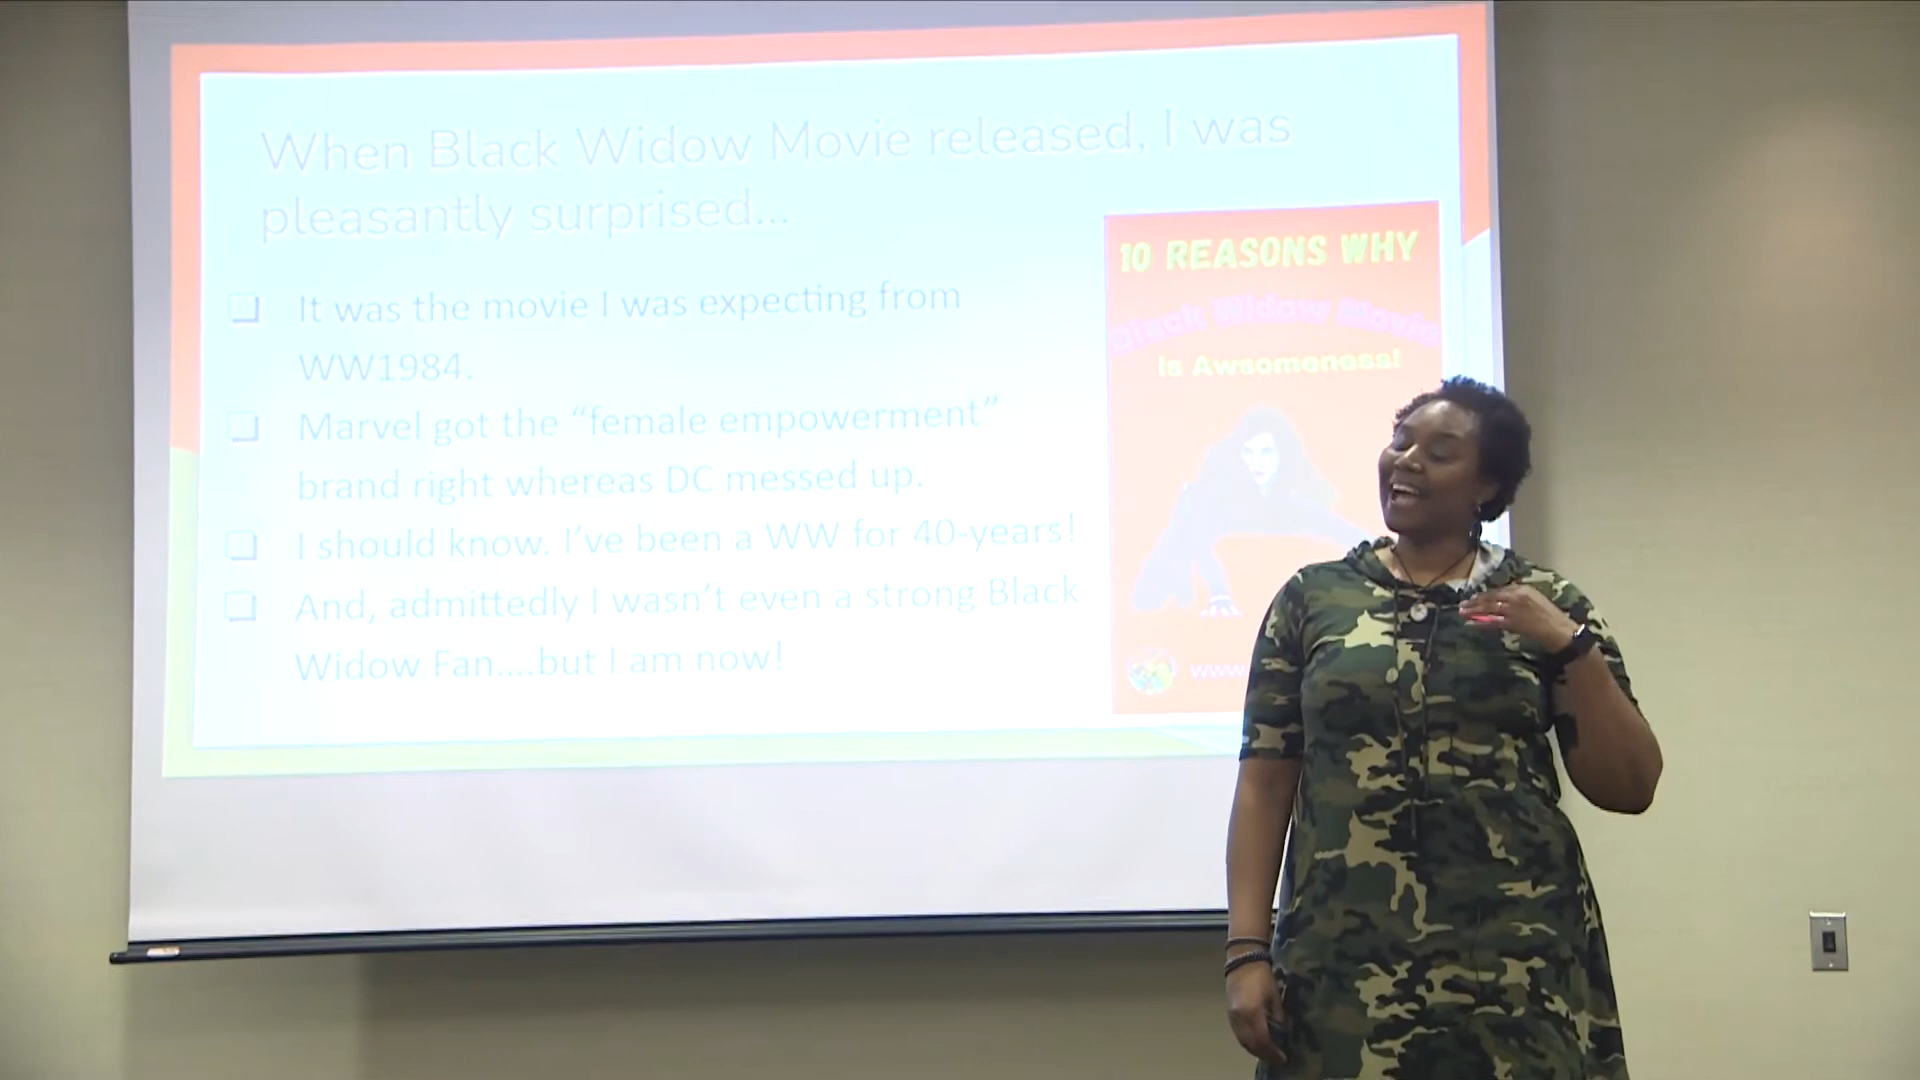 When Black Widow Movie released, I was
pleasantly surprised...
It was the movie I was expecting from
WW1984.
Marvel got the “female empowerment”
brand right whereas DC messed up.
I should know. I’ve been a WW for 40-years!
And, admittedly I wasn’t even a strong Black
Widow Fan....but I am now!
10 REASONS WHY
Black Widow Movie
is Awsomeness!
www.